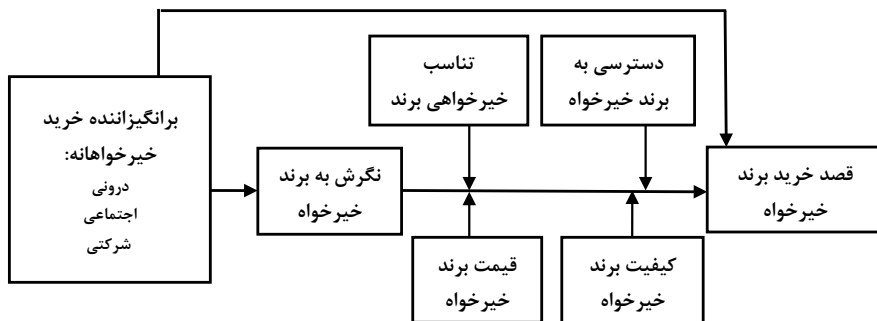 تناسب
خیرخواهی برند
دسترسی به
برند خیرخواه
برانگیزاننده خرید
خیرخواهانه:
درونی
اجتماعی
شرکتی
نگرش به برند
خیرخواه
قصد خرید برند
خیرخواه
قیمت برند
خیرخواه
کیفیت برند
خیرخواه